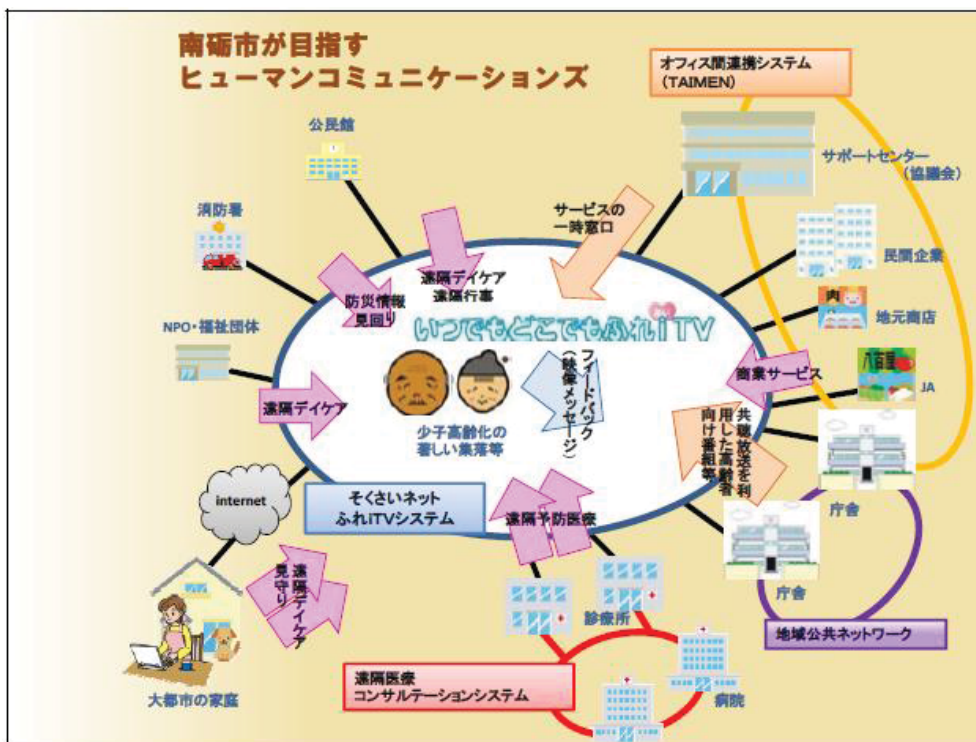 南砺市が目指す
ヒューマンコミュニケーションズ
オフィス間連携システム
(TAIMEN)
公民館
サポートセンター
(協議会)
サービスの
一時窓口
消防署
民間企業
遠隔デイケア
遠隔行事
防災情報
見回り
肉
地元商店
いつでもどこでもふれiTV
NPO・福祉団体
八百屋
JA
商業サービス
遠隔デイケア
フィードバック
(映像メッセージ)
共聴放送を利
用した高齢者
向け番組等
少子高齢化の
著しい集落等
庁舎
internet
そくさいネット
ふれiTVシステム
遠隔予防医療
庁舎
遠隔デイケア
見守り
診療所
地域公共ネットワーク
大都市の家庭
遠隔医療
コンサルテーションシステム
病院